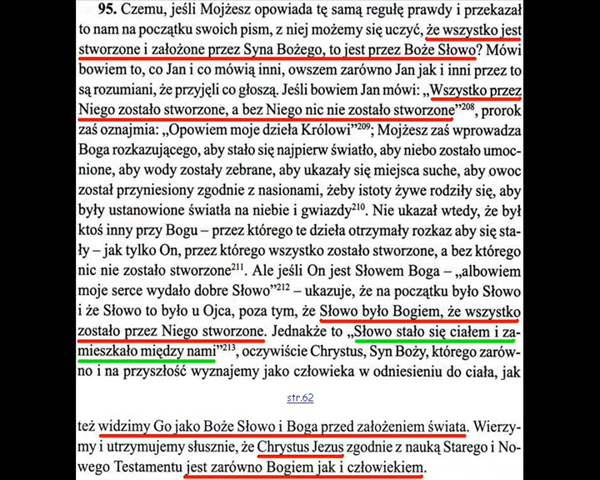 95. Czemu, jeśli Mojżesz opowiada tę samą regułę prawdy i przekazał
to nam na początku swoich pism, z niej możemy się uczyć, że wszystko jest
stworzone i założone przez Syna Bożego, to jest przez Boże Słowo? Mówi
bowiem to, co Jan i co mówią inni, owszem zarówno Jan jak i inni przez to
są rozumiani, że przyjęli co głoszą. Jeśli bowiem Jan mówi: „Wszystko przez
Niego zostało stworzone, a bez Niego nic nie zostało stworzone”208, prorok
zaś oznajmia: „Opowiem moje dzieła Królowi”209; Mojżesz zaś wprowadza
Boga rozkazującego, aby stało się najpierw światło, aby niebo zostało umoc-
nione, aby wody zostały zebrane, aby ukazały się miejsca suche, aby owoc
został przyniesiony zgodnie z nasionami, żeby istoty żywe rodziły się, aby
były ustanowione światła na niebie i gwiazdy210. Nie ukazał wtedy, że był
ktoś inny przy Bogu – przez którego te dzieła otrzymały rozkaz aby się sta-
ły – jak tylko On, przez którego wszystko zostało stworzone, a bez którego
nic nie zostało stworzone211. Ale jeśli On jest Słowem Boga – „albowiem
moje serce wydało dobre Słowo”212 – ukazuje, że na początku było Słowo
i że Słowo to było u Ojca, poza tym, że Słowo było Bogiem, że wszystko
zostało przez Niego stworzone. Jednakże to „Słowo stało się ciałem i za-
mieszkało między nami”213, oczywiście Chrystus, Syn Boży, którego zarów-
no i na przyszłość wyznajemy jako człowieka w odniesieniu do ciała, jak
str.62
też widzimy Go jako Boże Słowo i Boga przed założeniem świata. Wierzy-
my i utrzymujemy słusznie, że Chrystus Jezus zgodnie z nauką Starego i No-
wego Testamentu jest zarówno Bogiem jak i człowiekiem.